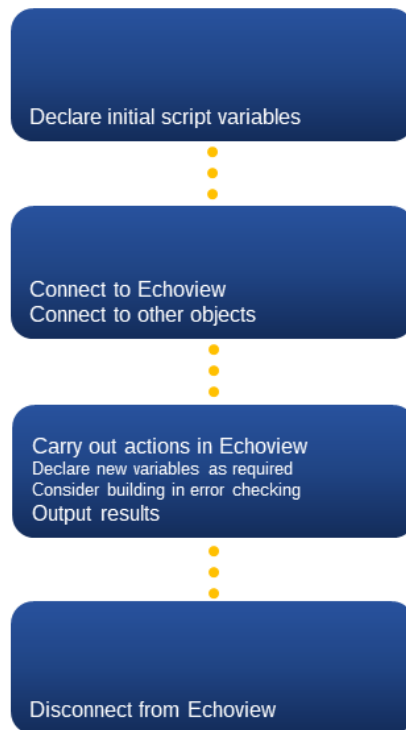 Declare initial script variables
Connect to Echoview
Connect to other objects
Carry out actions in Echoview
Declare new variables as required
Consider building in error checking
Output results
Disconnect from Echoview